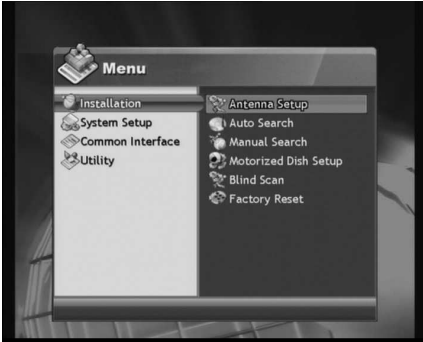 Menu
Installation
System Setup
Common Interface
Utility
Antenna Setup
Auto Search
Manual Search
Motorized Dish Setup
Blind Scan
Factory Reset